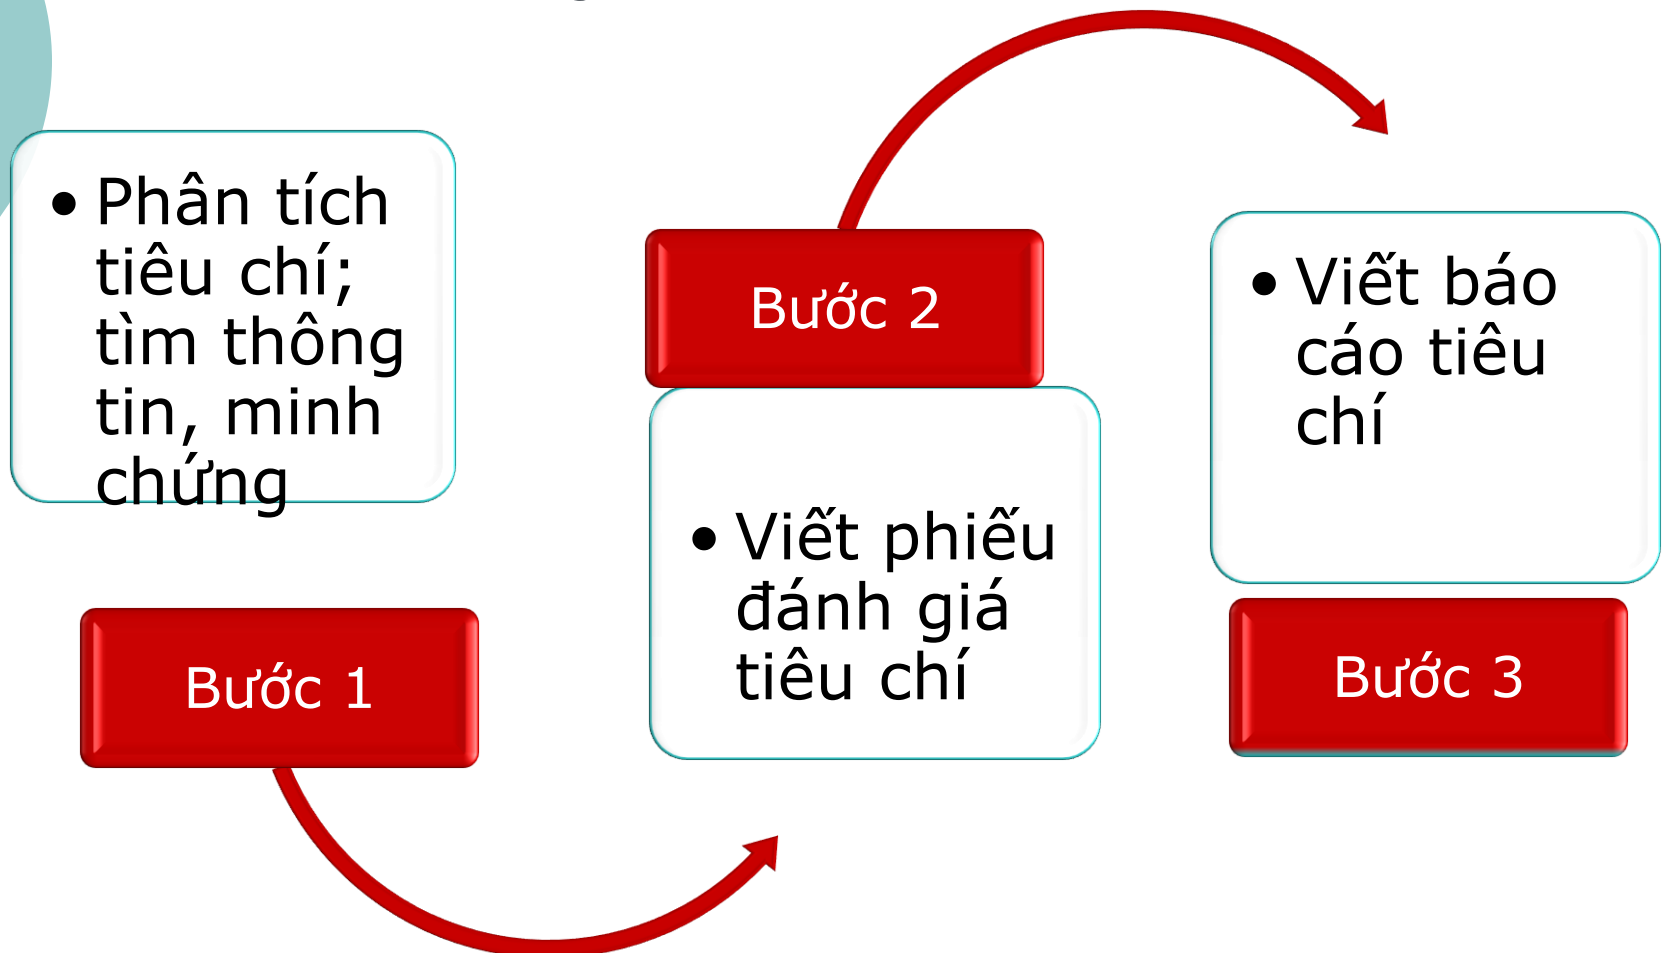 • Phân tích
tiêu chí;
tìm thông
tin, minh
chứng
Bước 1
Bước 2
• Viết phiếu
đánh giá
tiêu chí
• Viết báo
cáo tiêu
chí
Bước 3